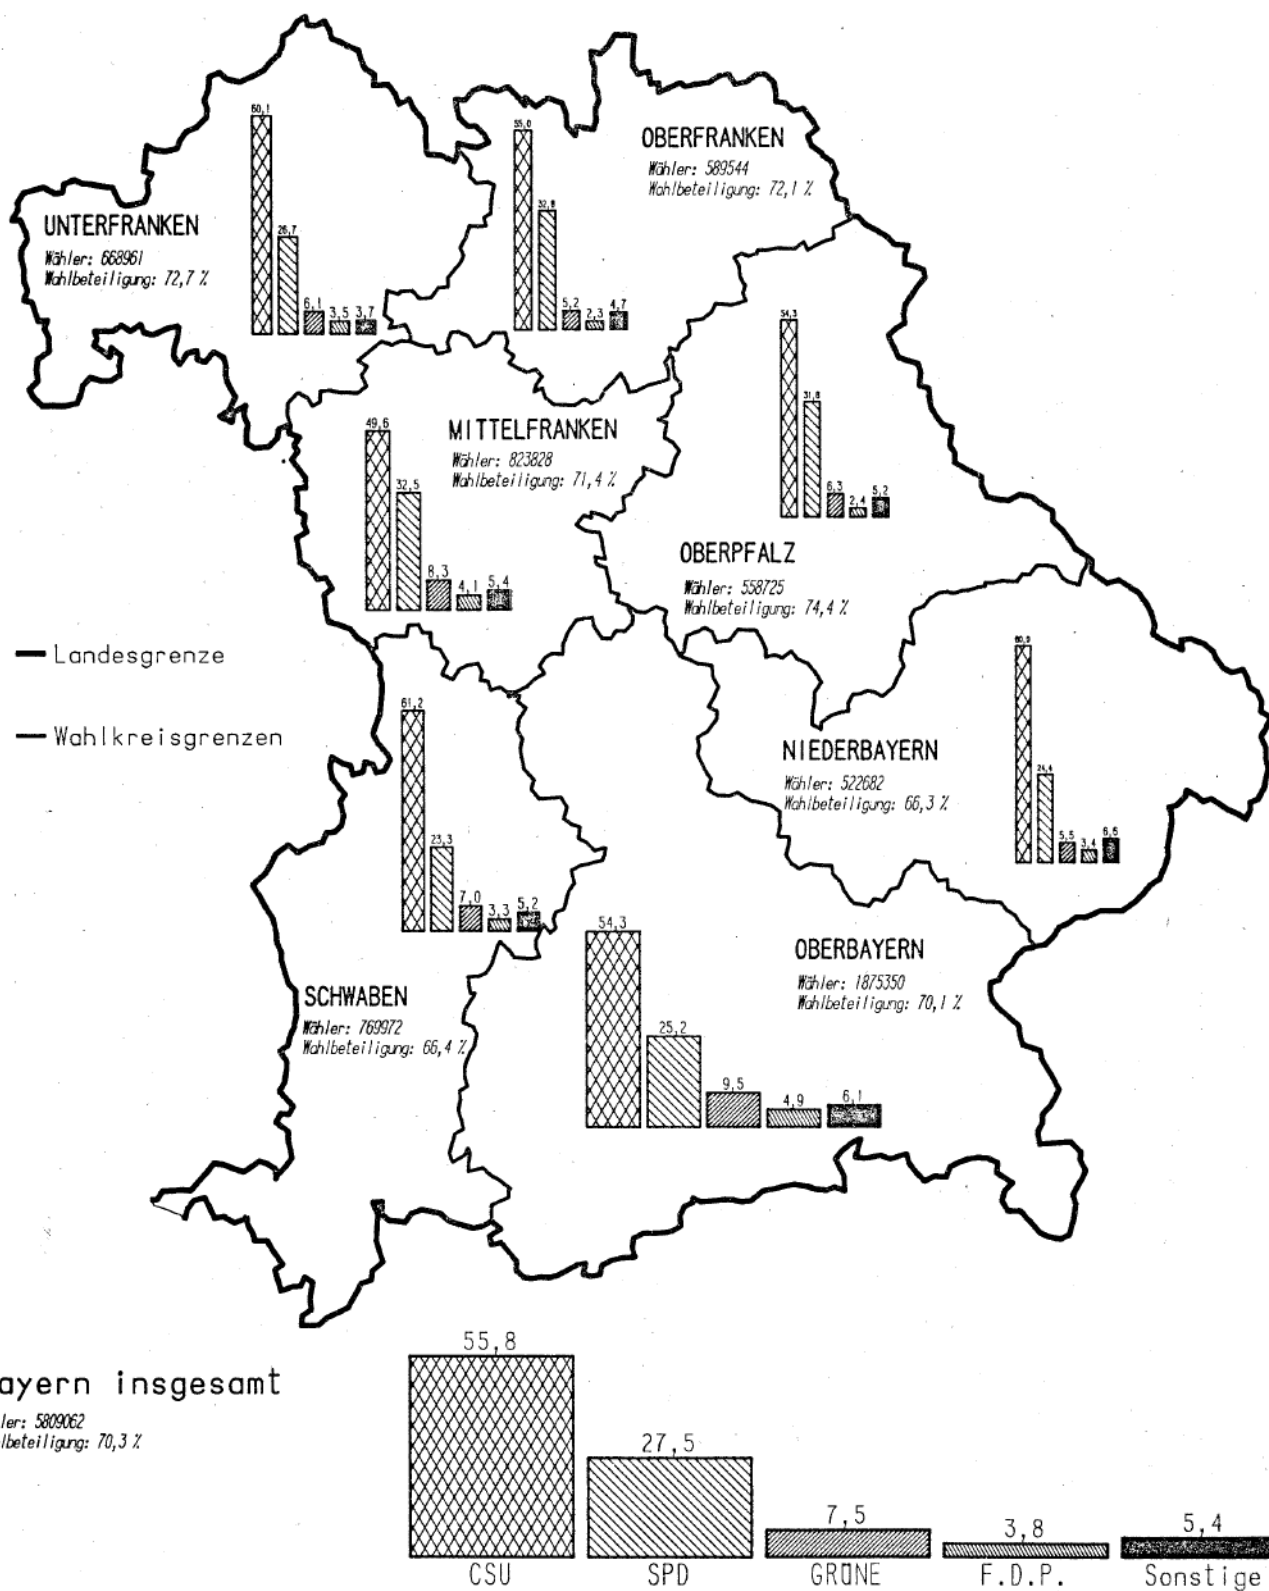 60,1
26,7
6,1
3,5
3,7
UNTERFRANKEN
Wähler: 668961
Wahlbeteiligung: 72,7 %
55,0
32,8
5,2
2,3
4,7
OBERFRANKEN
Wähler: 589544
Wahlbeteiligung: 72,1 %
49,6
32,5
8,3
4,1
5,4
MITTELFRANKEN
Wähler: 823828
Wahlbeteiligung: 71,4 %
54,3
31,8
6,3
2,4
5,2
OBERPFALZ
Wähler: 558725
Wahlbeteiligung: 74,4 %
Landesgrenze
Wahlkreisgrenzen
61,2
23,3
7,0
3,3
5,2
SCHWABEN
Wähler: 769972
Wahlbeteiligung: 66,4 %
NIEDERBAYERN
Wähler: 522682
Wahlbeteiligung: 66,3 %
24,4
5,5
3,4
6,6
54,3
25,2
9,5
4,9
6,1
OBERBAYERN
Wähler: 1875350
Wahlbeteiligung: 70,1 %
ayern insgesamt
ler: 5809062
lbeteiligung: 70,3 %
55,8
27,5
7,5
3,8
5,4
CSU
SPD
GRÜNE
F.D.P.
Sonstige